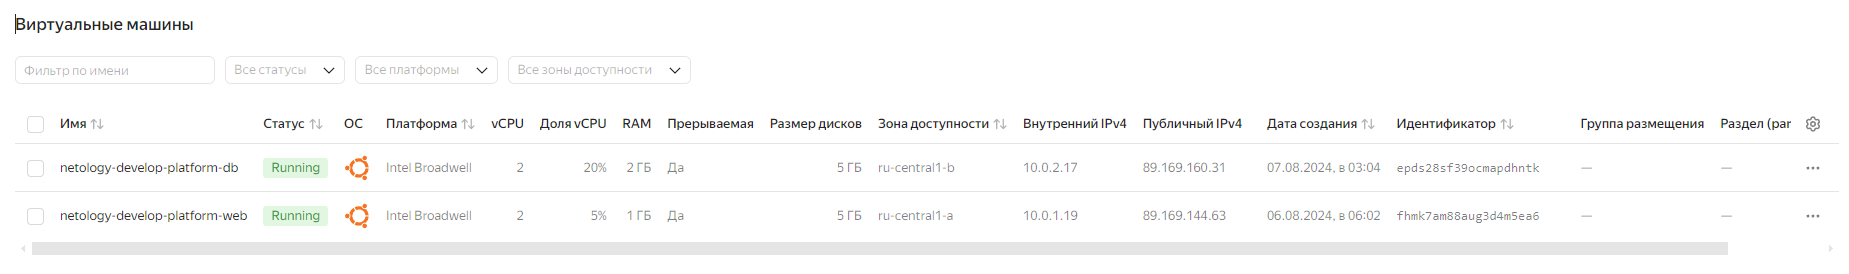 Виртуальные машины
Фильтр по имени Все статусы Все платформы Все зоны доступности
Имя Статус ОС Платформа vCPU Доля vCPU RAM Прерываемая Размер дисков Зона доступности Внутренний IPv4 Публичный IPv4 Дата создания Идентификатор Группа размещения Раздел (par
netology-develop-platform-db Running Intel Broadwell 2 20% 2 ГБ Да 5 ГБ ru-central1-b 10.0.2.17 89.169.160.31 07.08.2024, в 03:04 epds28sf39ocmapdhntk — —
netology-develop-platform-web Running Intel Broadwell 2 5% 1 ГБ Да 5 ГБ ru-central1-a 10.0.1.19 89.169.144.63 06.08.2024, в 06:02 fhmk7am88aug3d4m5ea6 — —